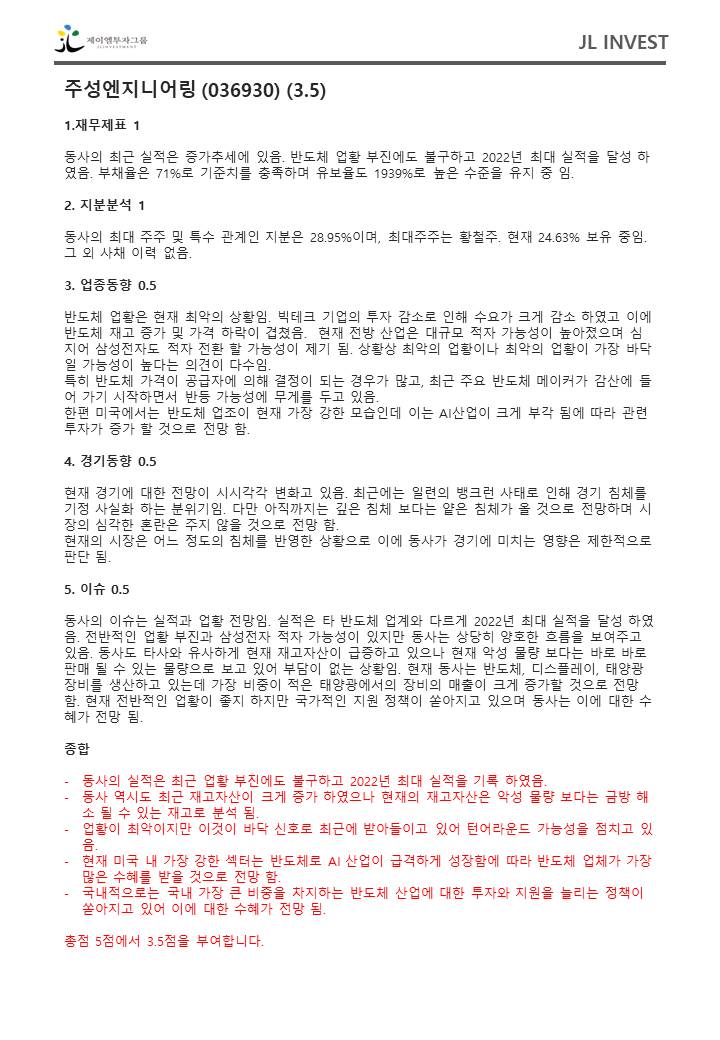 제이엘투자그룹
JL INVESTMENT
JL INVEST
주성엔지니어링 (036930) (3.5)
1.재무제표 1
동사의 최근 실적은 증가추세에 있음. 반도체 업황 부진에도 불구하고 2022년 최대 실적을 달성 하
였음. 부채율은 71%로 기준치를 충족하며 유보율도 1939%로 높은 수준을 유지 중 임.
2. 지분분석 1
동사의 최대 주주 및 특수 관계인 지분은 28.95%이며, 최대주주는 황철주. 현재 24.63% 보유 중임.
그 외 사채 이력 없음.
3. 업종동향 0.5
반도체 업황은 현재 최악의 상황임. 빅테크 기업의 투자 감소로 인해 수요가 크게 감소 하였고 이에
반도체 재고 증가 및 가격 하락이 겹쳤음. 현재 전방 산업은 대규모 적자 가능성이 높아졌으며 심
지어 삼성전자도 적자 전환 할 가능성이 제기 됨. 상황상 최악의 업황이나 최악의 업황이 가장 바닥
일 가능성이 높다는 의견이 다수임.
특히 반도체 가격이 공급자에 의해 결정이 되는 경우가 많고, 최근 주요 반도체 메이커가 감산에 들
어 가기 시작하면서 반등 가능성에 무게를 두고 있음.
한편 미국에서는 반도체 업조이 현재 가장 강한 모습인데 이는 AI산업이 크게 부각 됨에 따라 관련
투자가 증가 할 것으로 전망 함.
4. 경기동향 0.5
현재 경기에 대한 전망이 시시각각 변화고 있음. 최근에는 일련의 뱅크런 사태로 인해 경기 침체를
기정 사실화 하는 분위기임. 다만 아직까지는 깊은 침체 보다는 얕은 침체가 올 것으로 전망하며 시
장의 심각한 혼란은 주지 않을 것으로 전망 함.
현재의 시장은 어느 정도의 침체를 반영한 상황으로 이에 동사가 경기에 미치는 영향은 제한적으로
판단 됨.
5. 이슈 0.5
동사의 이슈는 실적과 업황 전망임. 실적은 타 반도체 업계와 다르게 2022년 최대 실적을 달성 하였
음. 전반적인 업황 부진과 삼성전자 적자 가능성이 있지만 동사는 상당히 양호한 흐름을 보여주고
있음. 동사도 타사와 유사하게 현재 재고자산이 급증하고 있으나 현재 악성 물량 보다는 바로 바로
판매 될 수 있는 물량으로 보고 있어 부담이 없는 상황임. 현재 동사는 반도체, 디스플레이, 태양광
장비를 생산하고 있는데 가장 비중이 적은 태양광에서의 장비의 매출이 크게 증가할 것으로 전망
함. 현재 전반적인 업황이 좋지 하지만 국가적인 지원 정책이 쏟아지고 있으며 동사는 이에 대한 수
혜가 전망 됨.
종합
- 동사의 실적은 최근 업황 부진에도 불구하고 2022년 최대 실적을 기록 하였음.
- 동사 역시도 최근 재고자산이 크게 증가 하였으나 현재의 재고자산은 악성 물량 보다는 금방 해
소 될 수 있는 재고로 분석 됨.
- 업황이 최악이지만 이것이 바닥 신호로 최근에 받아들이고 있어 턴어라운드 가능성을 점치고 있
음.
- 현재 미국 내 가장 강한 섹터는 반도체로 AI 산업이 급격하게 성장함에 따라 반도체 업체가 가장
많은 수혜를 받을 것으로 전망 함.
- 국내적으로는 국내 가장 큰 비중을 차지하는 반도체 산업에 대한 투자와 지원을 늘리는 정책이
쏟아지고 있어 이에 대한 수혜가 전망 됨.
총점 5점에서 3.5점을 부여합니다.